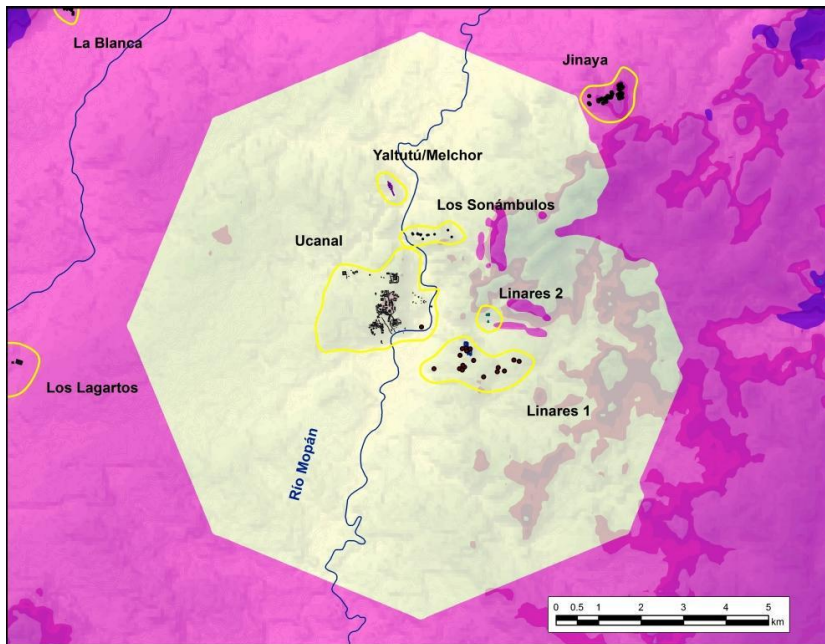 La Blanca
Jinaya
Yaltutú/Melchor
Los Sonámbulos
Ucanal
Linares 2
Los Lagartos
Linares 1
Río Mopán
0 0.5 1 2 3 4 5
km